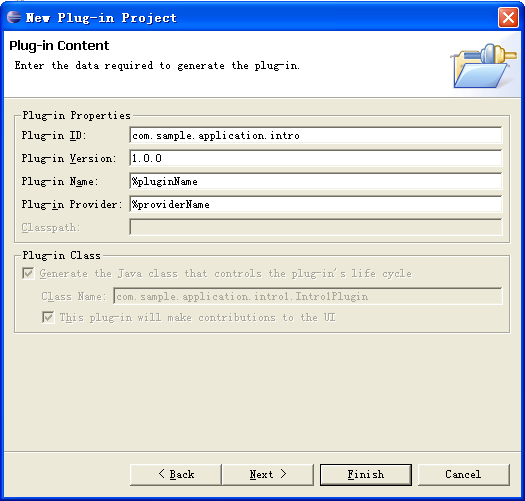 New Plug-in Project
Plug-in Content
Enter the data required to generate the plug-in.
Plug-in Properties
Plug-in ID: com.sample.application.intro
Plug-in Version: 1.0.0
Plug-in Name: %pluginName
Plug-in Provider: %providerName
Classpath:
Plug-in Class
Generate the Java class that controls the plug-in's life cycle
Class Name: com.sample.application.intro1.Intro1Plugin
This plug-in will make contributions to the UI
< Back Next > Finish Cancel